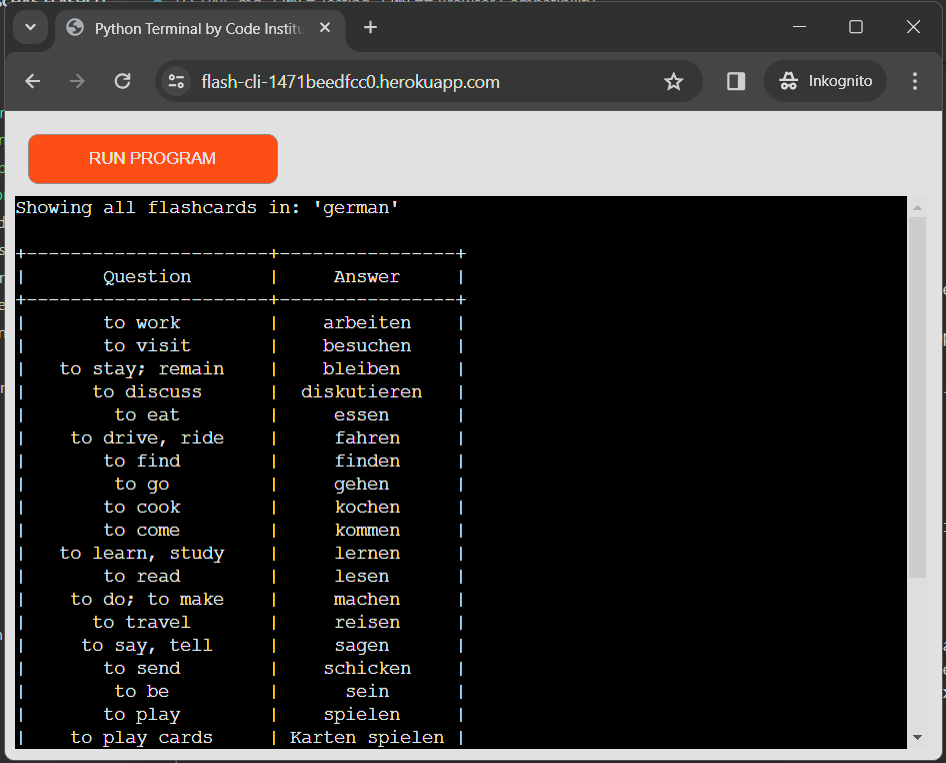 Python Terminal by Code Institu
flash-cli-1471beedfcc0.herokuapp.com
Inkognito
RUN PROGRAM
Showing all flashcards in: 'german'
+----------------------+----------------+
| Question | Answer |
+----------------------+----------------+
| to work | arbeiten |
| to visit | besuchen |
| to stay; remain | bleiben |
| to discuss | diskutieren |
| to eat | essen |
| to drive, ride | fahren |
| to find | finden |
| to go | gehen |
| to cook | kochen |
| to come | kommen |
| to learn, study | lernen |
| to read | lesen |
| to do; to make | machen |
| to travel | reisen |
| to say, tell | sagen |
| to send | schicken |
| to be | sein |
| to play | spielen |
| to play cards | Karten spielen |